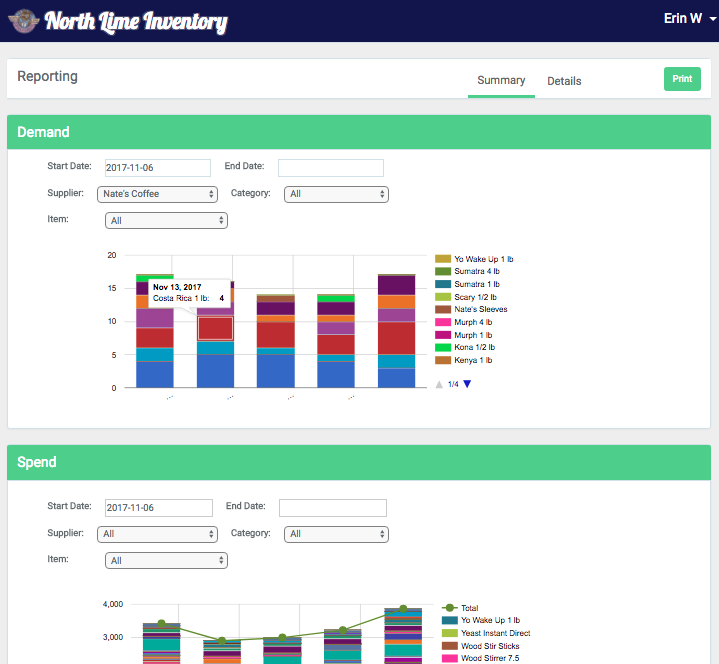 North Lime Inventory
Erin W
Reporting
Summary
Details
Print
Demand
Start Date: 2017-11-06 End Date:
Supplier: Nate's Coffee Category: All
Item: All
20
15
10
5
0
Nov 13, 2017
Costa Rica 1 lb: 4
...
...
...
...
Yo Wake Up 1 lb
Sumatra 4 lb
Sumatra 1 lb
Scary 1/2 lb
Nate's Sleeves
Murph 4 lb
Murph 1 lb
Kona 1/2 lb
Kenya 1 lb
1/4
Spend
Start Date: 2017-11-06 End Date:
Supplier: All Category: All
Item: All
4,000
3,000
Total
Yo Wake Up 1 lb
Yeast Instant Direct
Wood Stir Sticks
Wood Stirrer 7.5